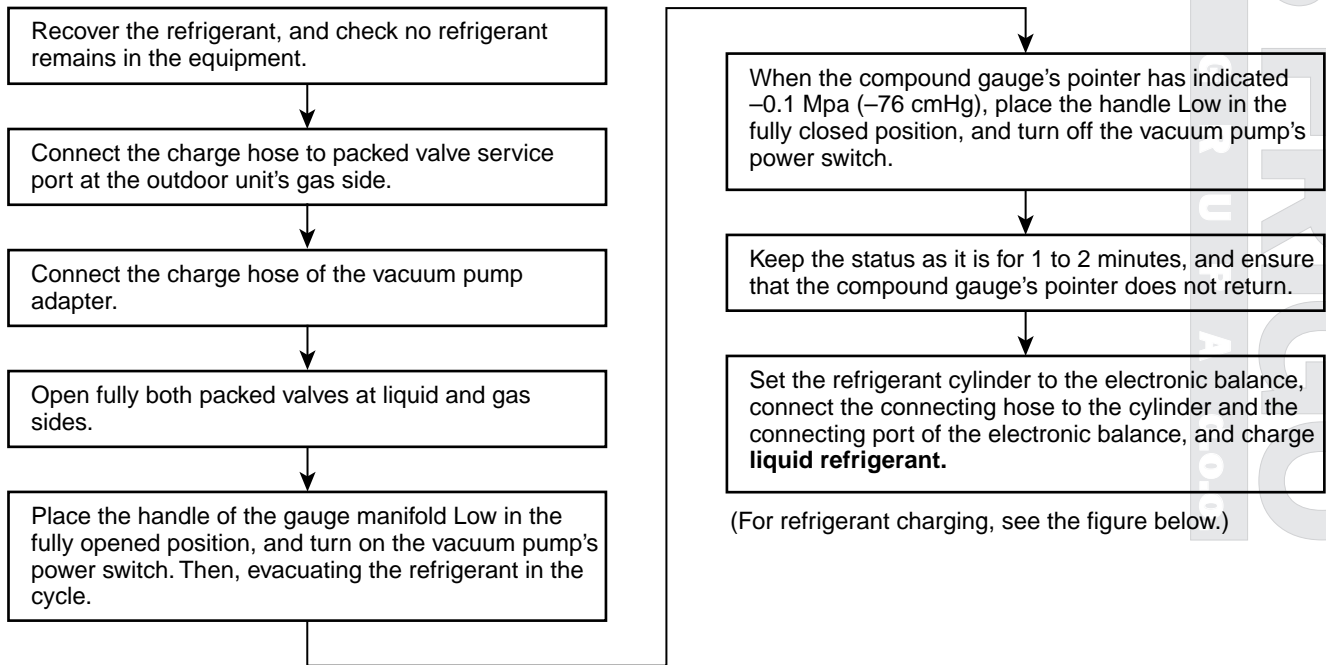 Recover the refrigerant, and check no refrigerant
remains in the equipment.
Connect the charge hose to packed valve service
port at the outdoor unit's gas side.
Connect the charge hose of the vacuum pump
adapter.
Open fully both packed valves at liquid and gas
sides.
Place the handle of the gauge manifold Low in the
fully opened position, and turn on the vacuum pump's
power switch. Then, evacuating the refrigerant in the
cycle.
When the compound gauge's pointer has indicated
–0.1 Mpa (–76 cmHg), place the handle Low in the
fully closed position, and turn off the vacuum pump's
power switch.
Keep the status as it is for 1 to 2 minutes, and ensure
that the compound gauge's pointer does not return.
Set the refrigerant cylinder to the electronic balance,
connect the connecting hose to the cylinder and the
connecting port of the electronic balance, and charge
liquid refrigerant.
(For refrigerant charging, see the figure below.)